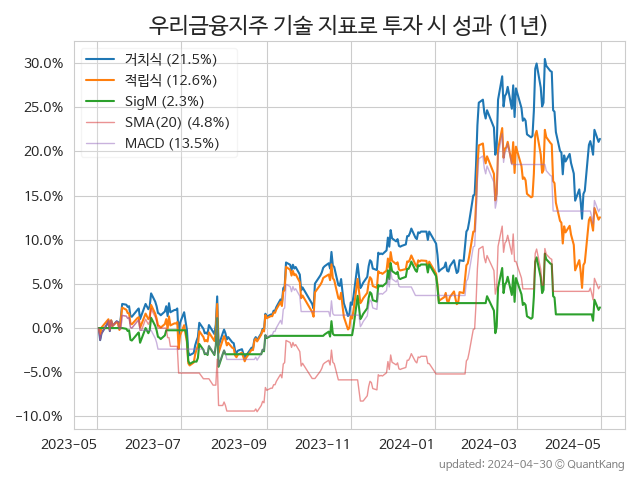 우리금융지주 기술 지표로 투자 시 성과 (1년)
거치식 (21.5%)
적립식 (12.6%)
SigM (2.3%)
SMA(20) (4.8%)
MACD (13.5%)
30.0%
25.0%
20.0%
15.0%
10.0%
5.0%
0.0%
−5.0%
−10.0%
2023-05 2023-07 2023-09 2023-11 2024-01 2024-03 2024-05
updated: 2024-04-30 © QuantKang